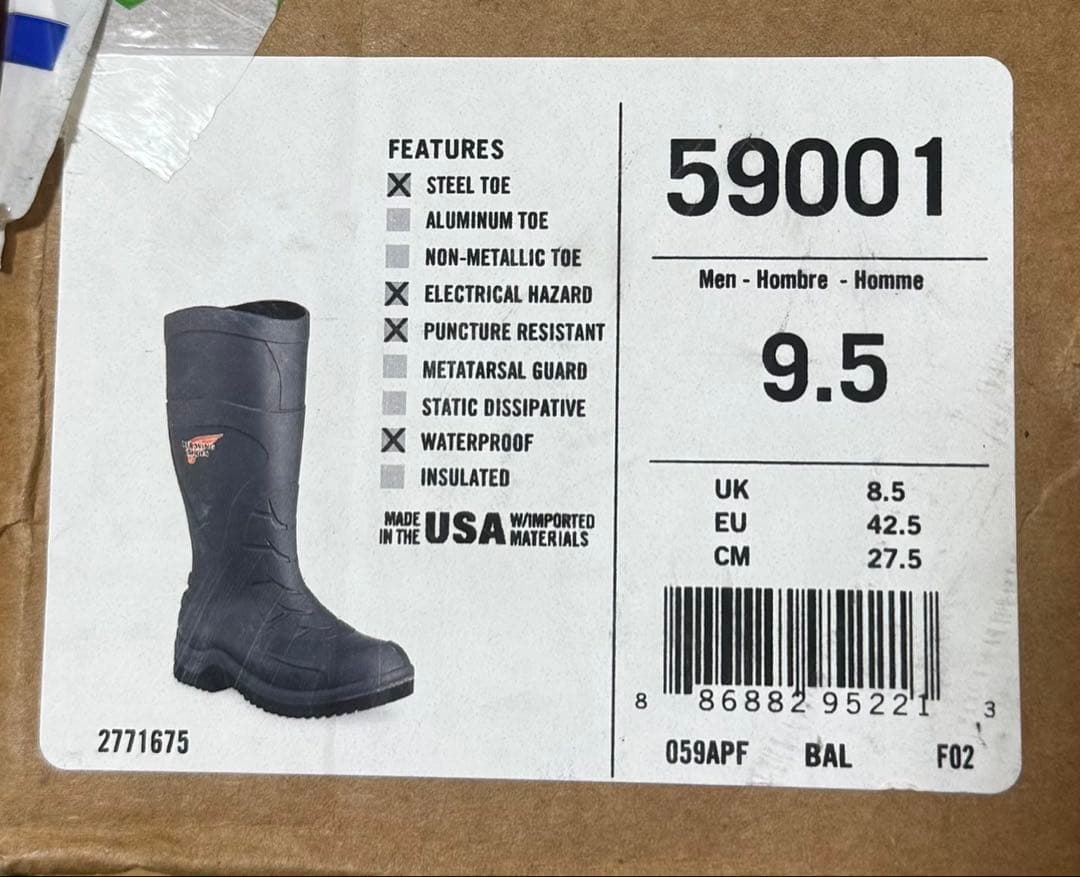 FEATURES
STEEL TOE
ALUMINUM TOE
NON-METALLIC TOE
ELECTRICAL HAZARD
PUNCTURE RESISTANT
METATARSAL GUARD
STATIC DISSIPATIVE
WATERPROOF
INSULATED
MADE IN THE USA W/IMPORTED MATERIALS
2771675
59001
Men - Hombre - Homme
9.5
UK 8.5
EU 42.5
CM 27.5
8 86882 95221 3
059APF BAL F02